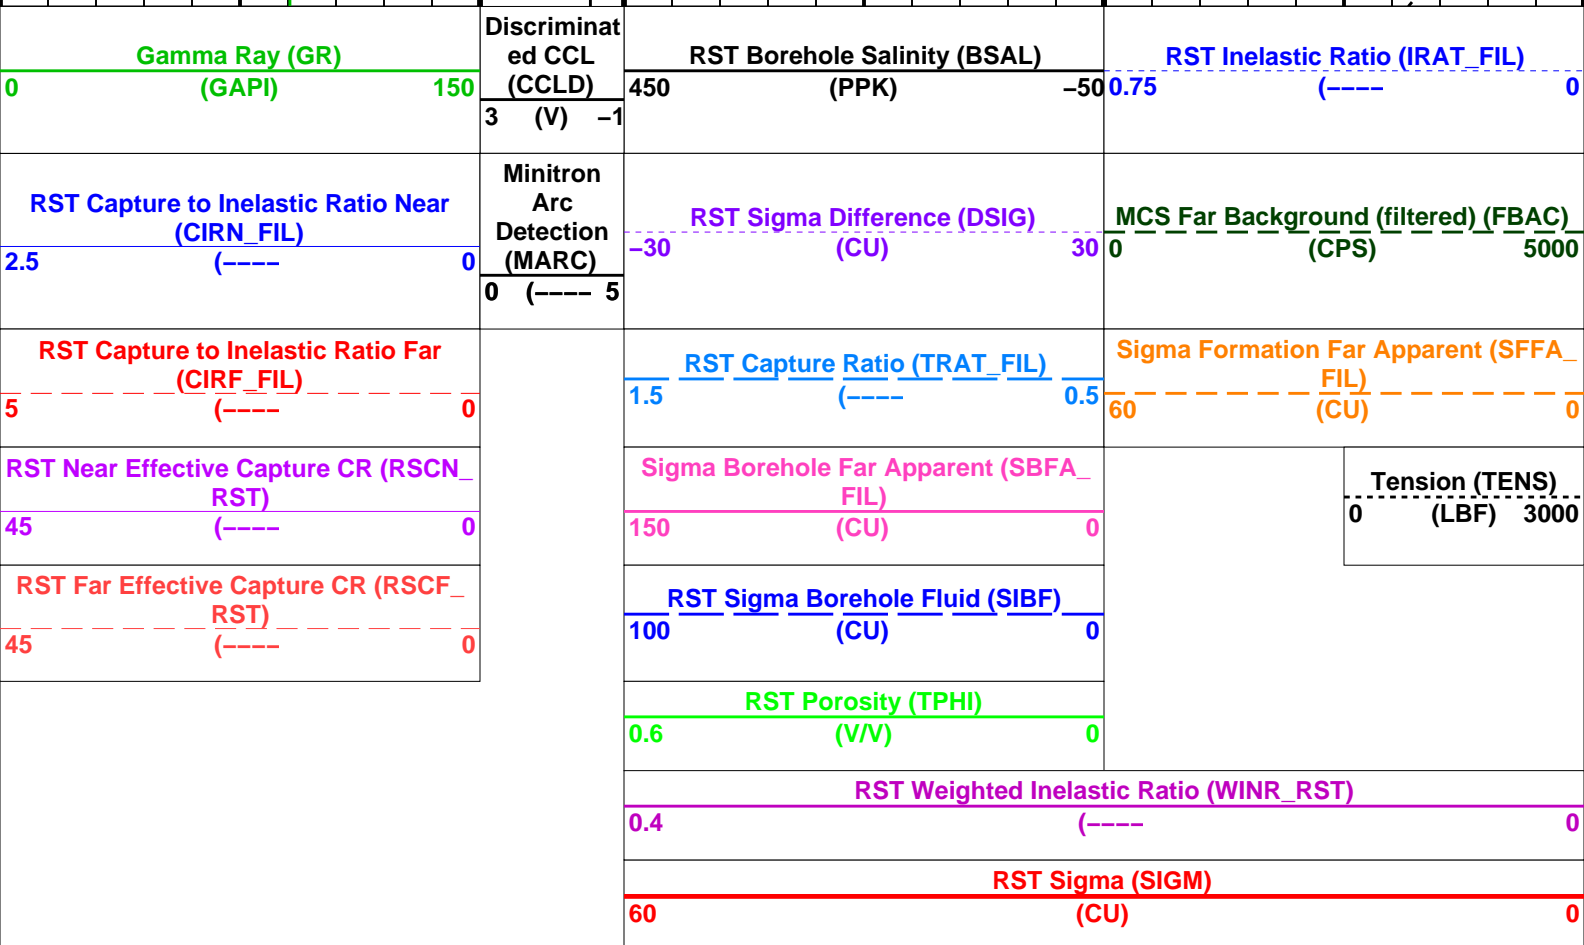 Gamma Ray (GR)
0 (GAPI) 150
Discriminat
ed CCL
(CCLD)
3 (V) −1
RST Borehole Salinity (BSAL)
450 (PPK) −50
RST Inelastic Ratio (IRAT_FIL)
0.75 (−−−− 0
RST Capture to Inelastic Ratio Near
(CIRN_FIL)
2.5 (−−−− 0
Minitron
Arc
Detection
(MARC)
0 (−−−− 5
RST Sigma Difference (DSIG)
−30 (CU) 30
MCS Far Background (filtered) (FBAC)
0 (CPS) 5000
RST Capture to Inelastic Ratio Far
(CIRF_FIL)
5 (−−−− 0
RST Capture Ratio (TRAT_FIL)
1.5 (−−−− 0.5
Sigma Formation Far Apparent (SFFA_
FIL)
60 (CU) 0
RST Near Effective Capture CR (RSCN_
RST)
45 (−−−− 0
Sigma Borehole Far Apparent (SBFA_
FIL)
150 (CU) 0
Tension (TENS)
0 (LBF) 3000
RST Far Effective Capture CR (RSCF_
RST)
45 (−−−− 0
RST Sigma Borehole Fluid (SIBF)
100 (CU) 0
RST Porosity (TPHI)
0.6 (V/V) 0
RST Weighted Inelastic Ratio (WINR_RST)
0.4 (−−−− 0
RST Sigma (SIGM)
60 (CU) 0